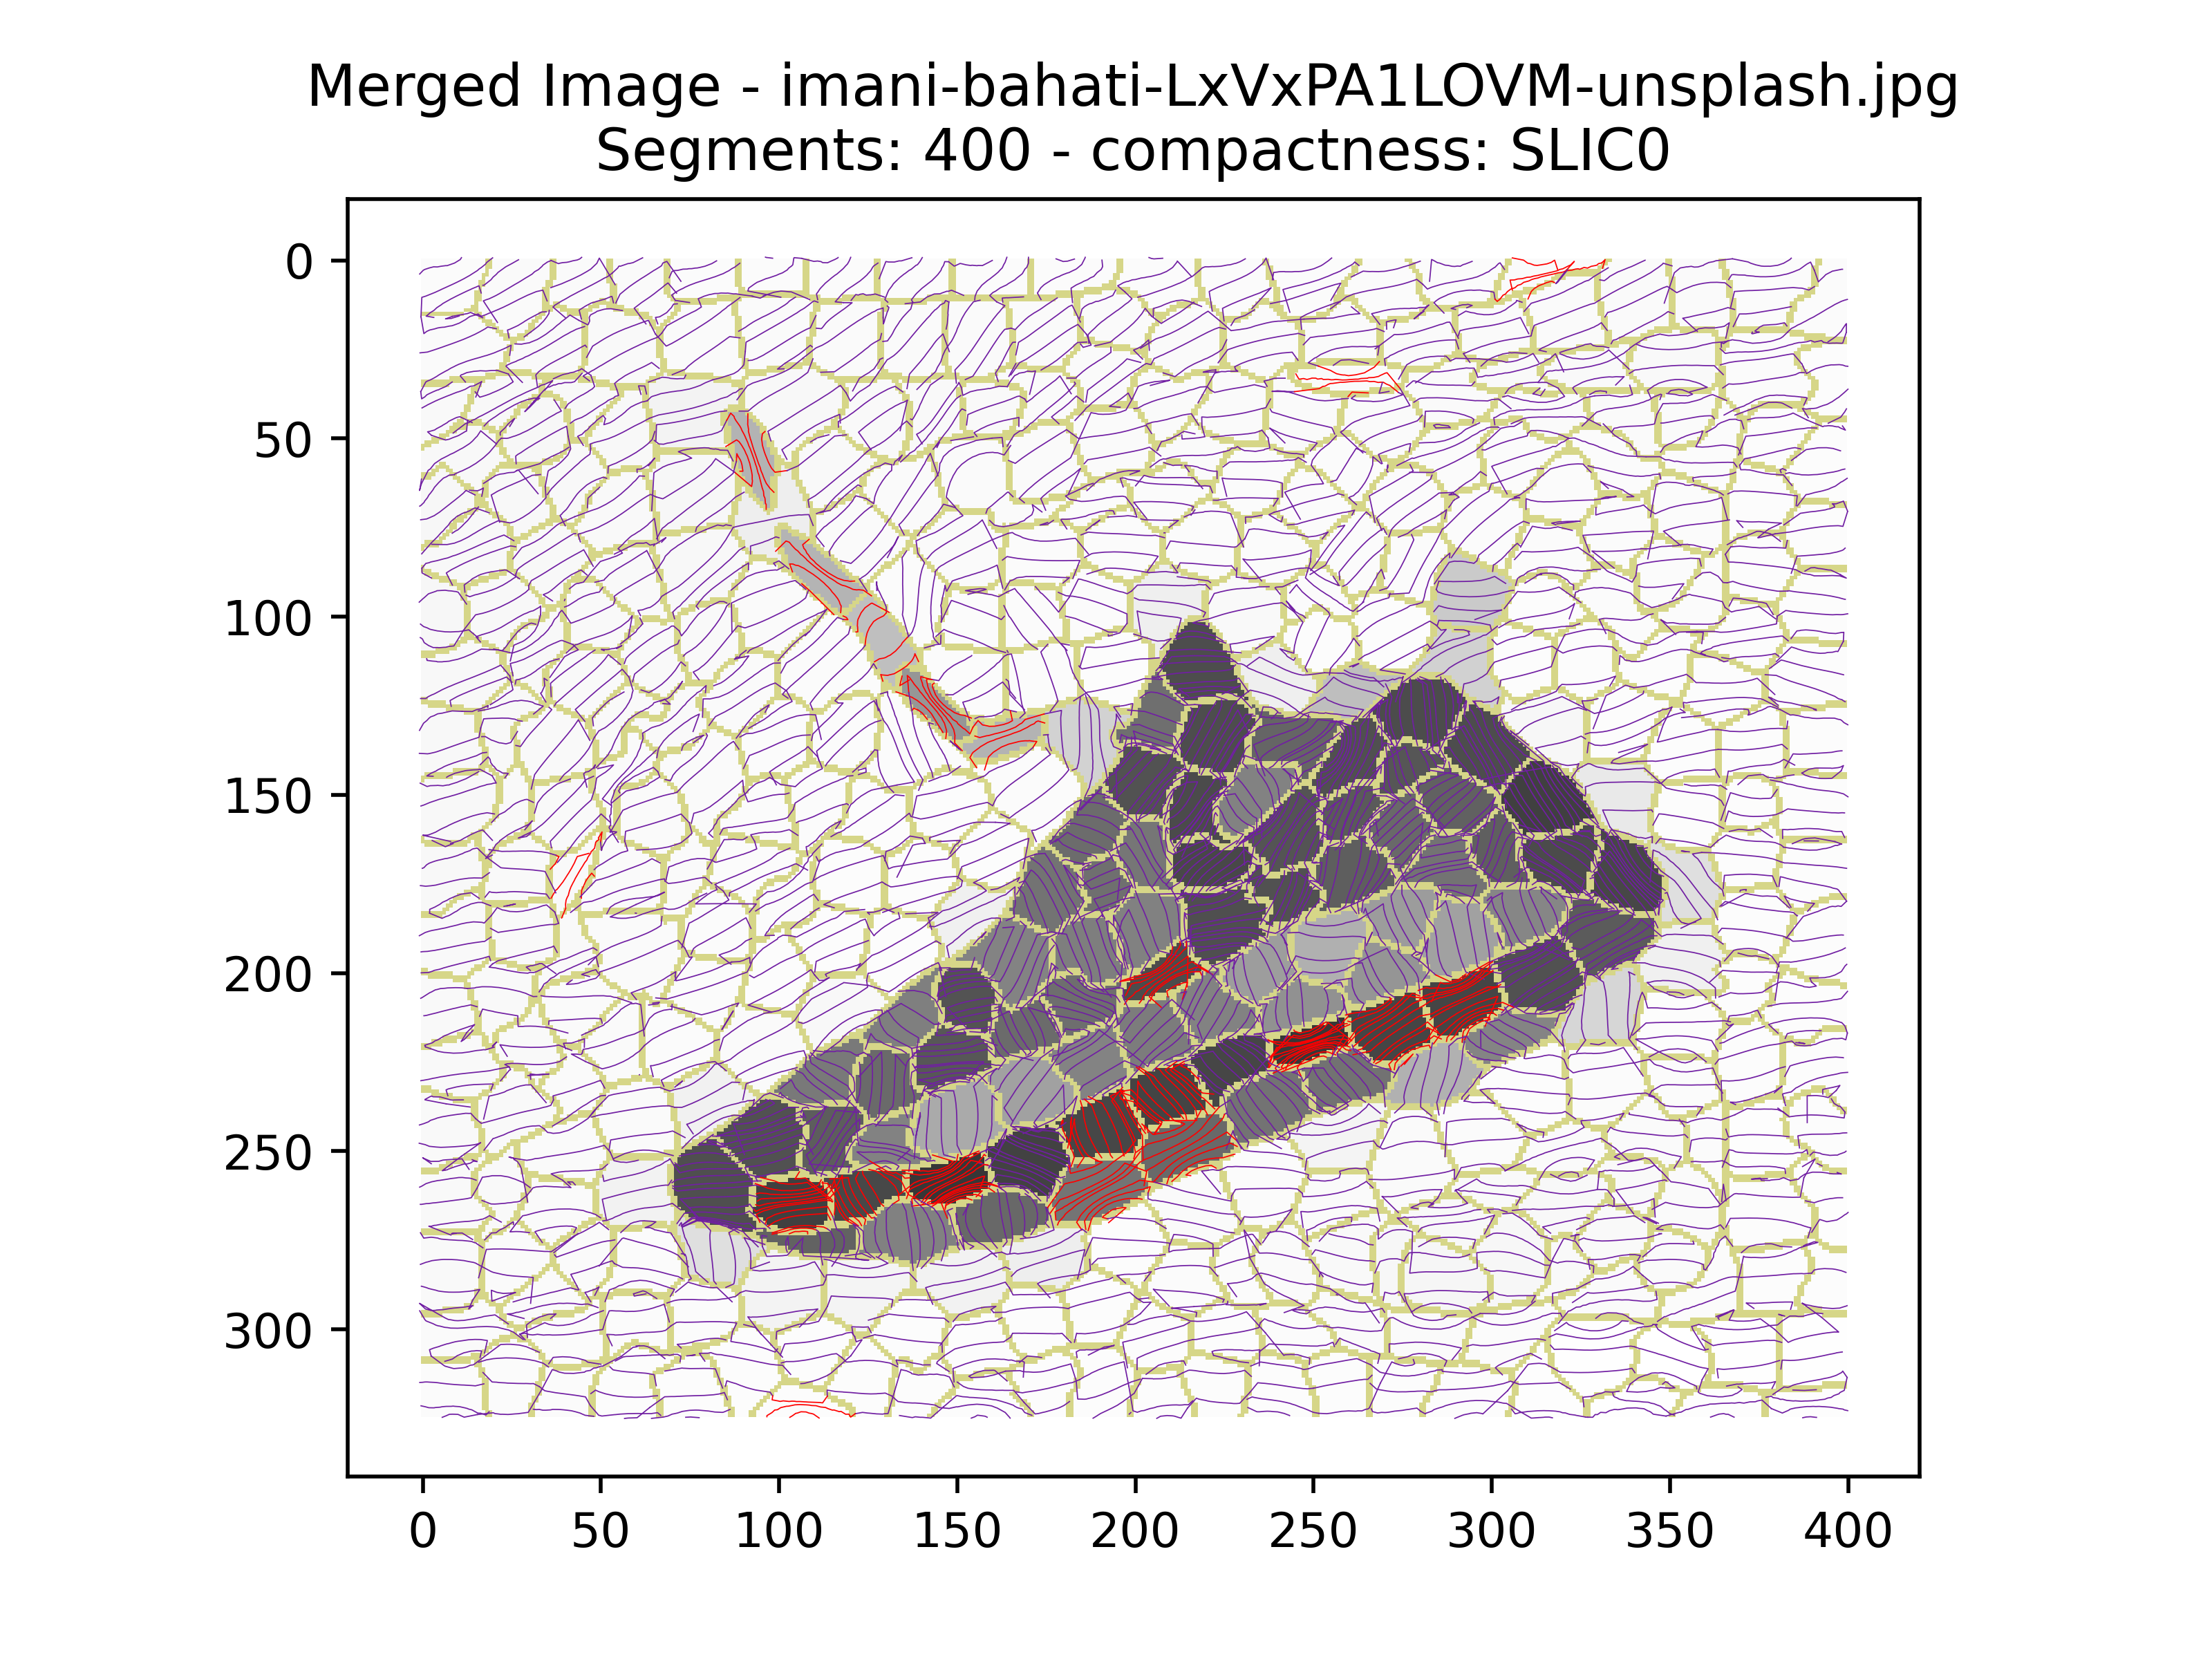 Merged Image - imani-bahati-LxVxPA1LOVM-unsplash.jpg
Segments: 400 - compactness: SLIC0
0
50
100
150
200
250
300
0 50 100 150 200 250 300 350 400